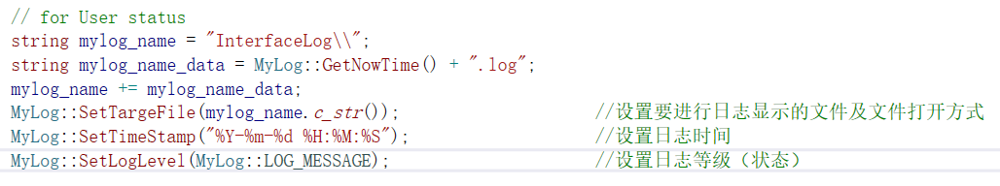 // for User status
string mylog_name = "InterfaceLog\\";
string mylog_name_data = MyLog::GetNowTime() + ".log";
mylog_name += mylog_name_data;
MyLog::SetTargeFile(mylog_name.c_str()); //设置要进行日志显示的文件及文件打开方式
MyLog::SetTimeStamp("%Y-%m-%d %H:%M:%S"); //设置日志时间
MyLog::SetLogLevel(MyLog::LOG_MESSAGE); //设置日志等级（状态）